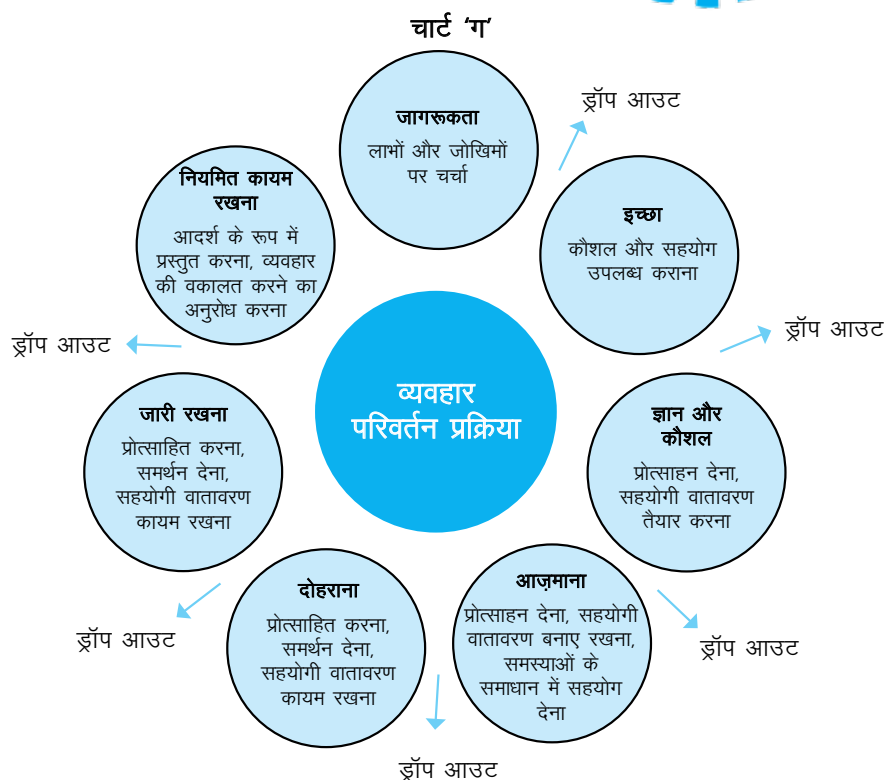 चार्ट ‘ग’
जागरूकता
लाभों और जोखिमों
पर चर्चा
ड्रॉप आउट
इच्छा
कौशल और सहयोग
उपलब्ध कराना
ड्रॉप आउट
ज्ञान और
कौशल
प्रोत्साहन देना,
सहयोगी वातावरण
तैयार करना
ड्रॉप आउट
आज़माना
प्रोत्साहन देना, सहयोगी
वातावरण बनाए रखना,
समस्याओं के
समाधान में सहयोग
देना
ड्रॉप आउट
दोहराना
प्रोत्साहित करना,
समर्थन देना,
सहयोगी वातावरण
कायम रखना
ड्रॉप आउट
जारी रखना
प्रोत्साहित करना,
समर्थन देना,
सहयोगी वातावरण
कायम रखना
ड्रॉप आउट
नियमित कायम
रखना
आदर्श के रूप में
प्रस्तुत करना, व्यवहार
की वकालत करने का
अनुरोध करना
व्यवहार
परिवर्तन प्रक्रिया